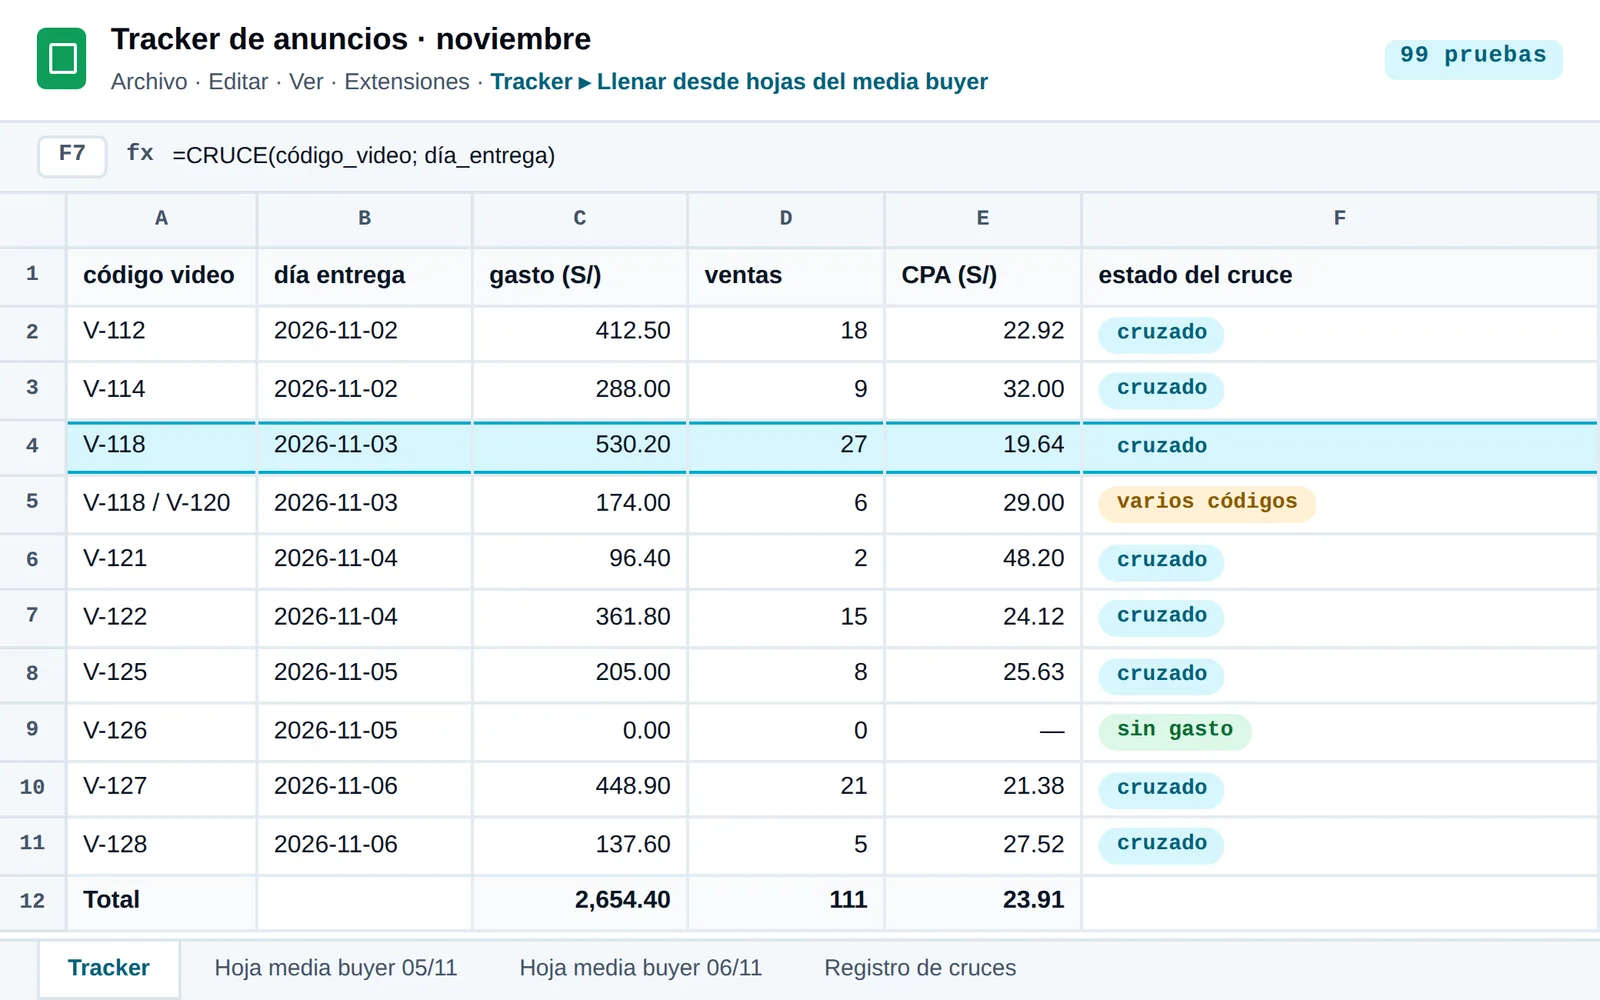 Tracker de anuncios · noviembre
99 pruebas
Archivo · Editar · Ver · Extensiones · Tracker ▸ Llenar desde hojas del media buyer
F7 fx =CRUCE(código_video; día_entrega)
A B C D E F
1 código video día entrega gasto (S/) ventas CPA (S/) estado del cruce
2 V-112 2026-11-02 412.50 18 22.92 cruzado
3 V-114 2026-11-02 288.00 9 32.00 cruzado
4 V-118 2026-11-03 530.20 27 19.64 cruzado
5 V-118 / V-120 2026-11-03 174.00 6 29.00 varios códigos
6 V-121 2026-11-04 96.40 2 48.20 cruzado
7 V-122 2026-11-04 361.80 15 24.12 cruzado
8 V-125 2026-11-05 205.00 8 25.63 cruzado
9 V-126 2026-11-05 0.00 0 — sin gasto
10 V-127 2026-11-06 448.90 21 21.38 cruzado
11 V-128 2026-11-06 137.60 5 27.52 cruzado
12 Total 2,654.40 111 23.91
Tracker Hoja media buyer 05/11 Hoja media buyer 06/11 Registro de cruces